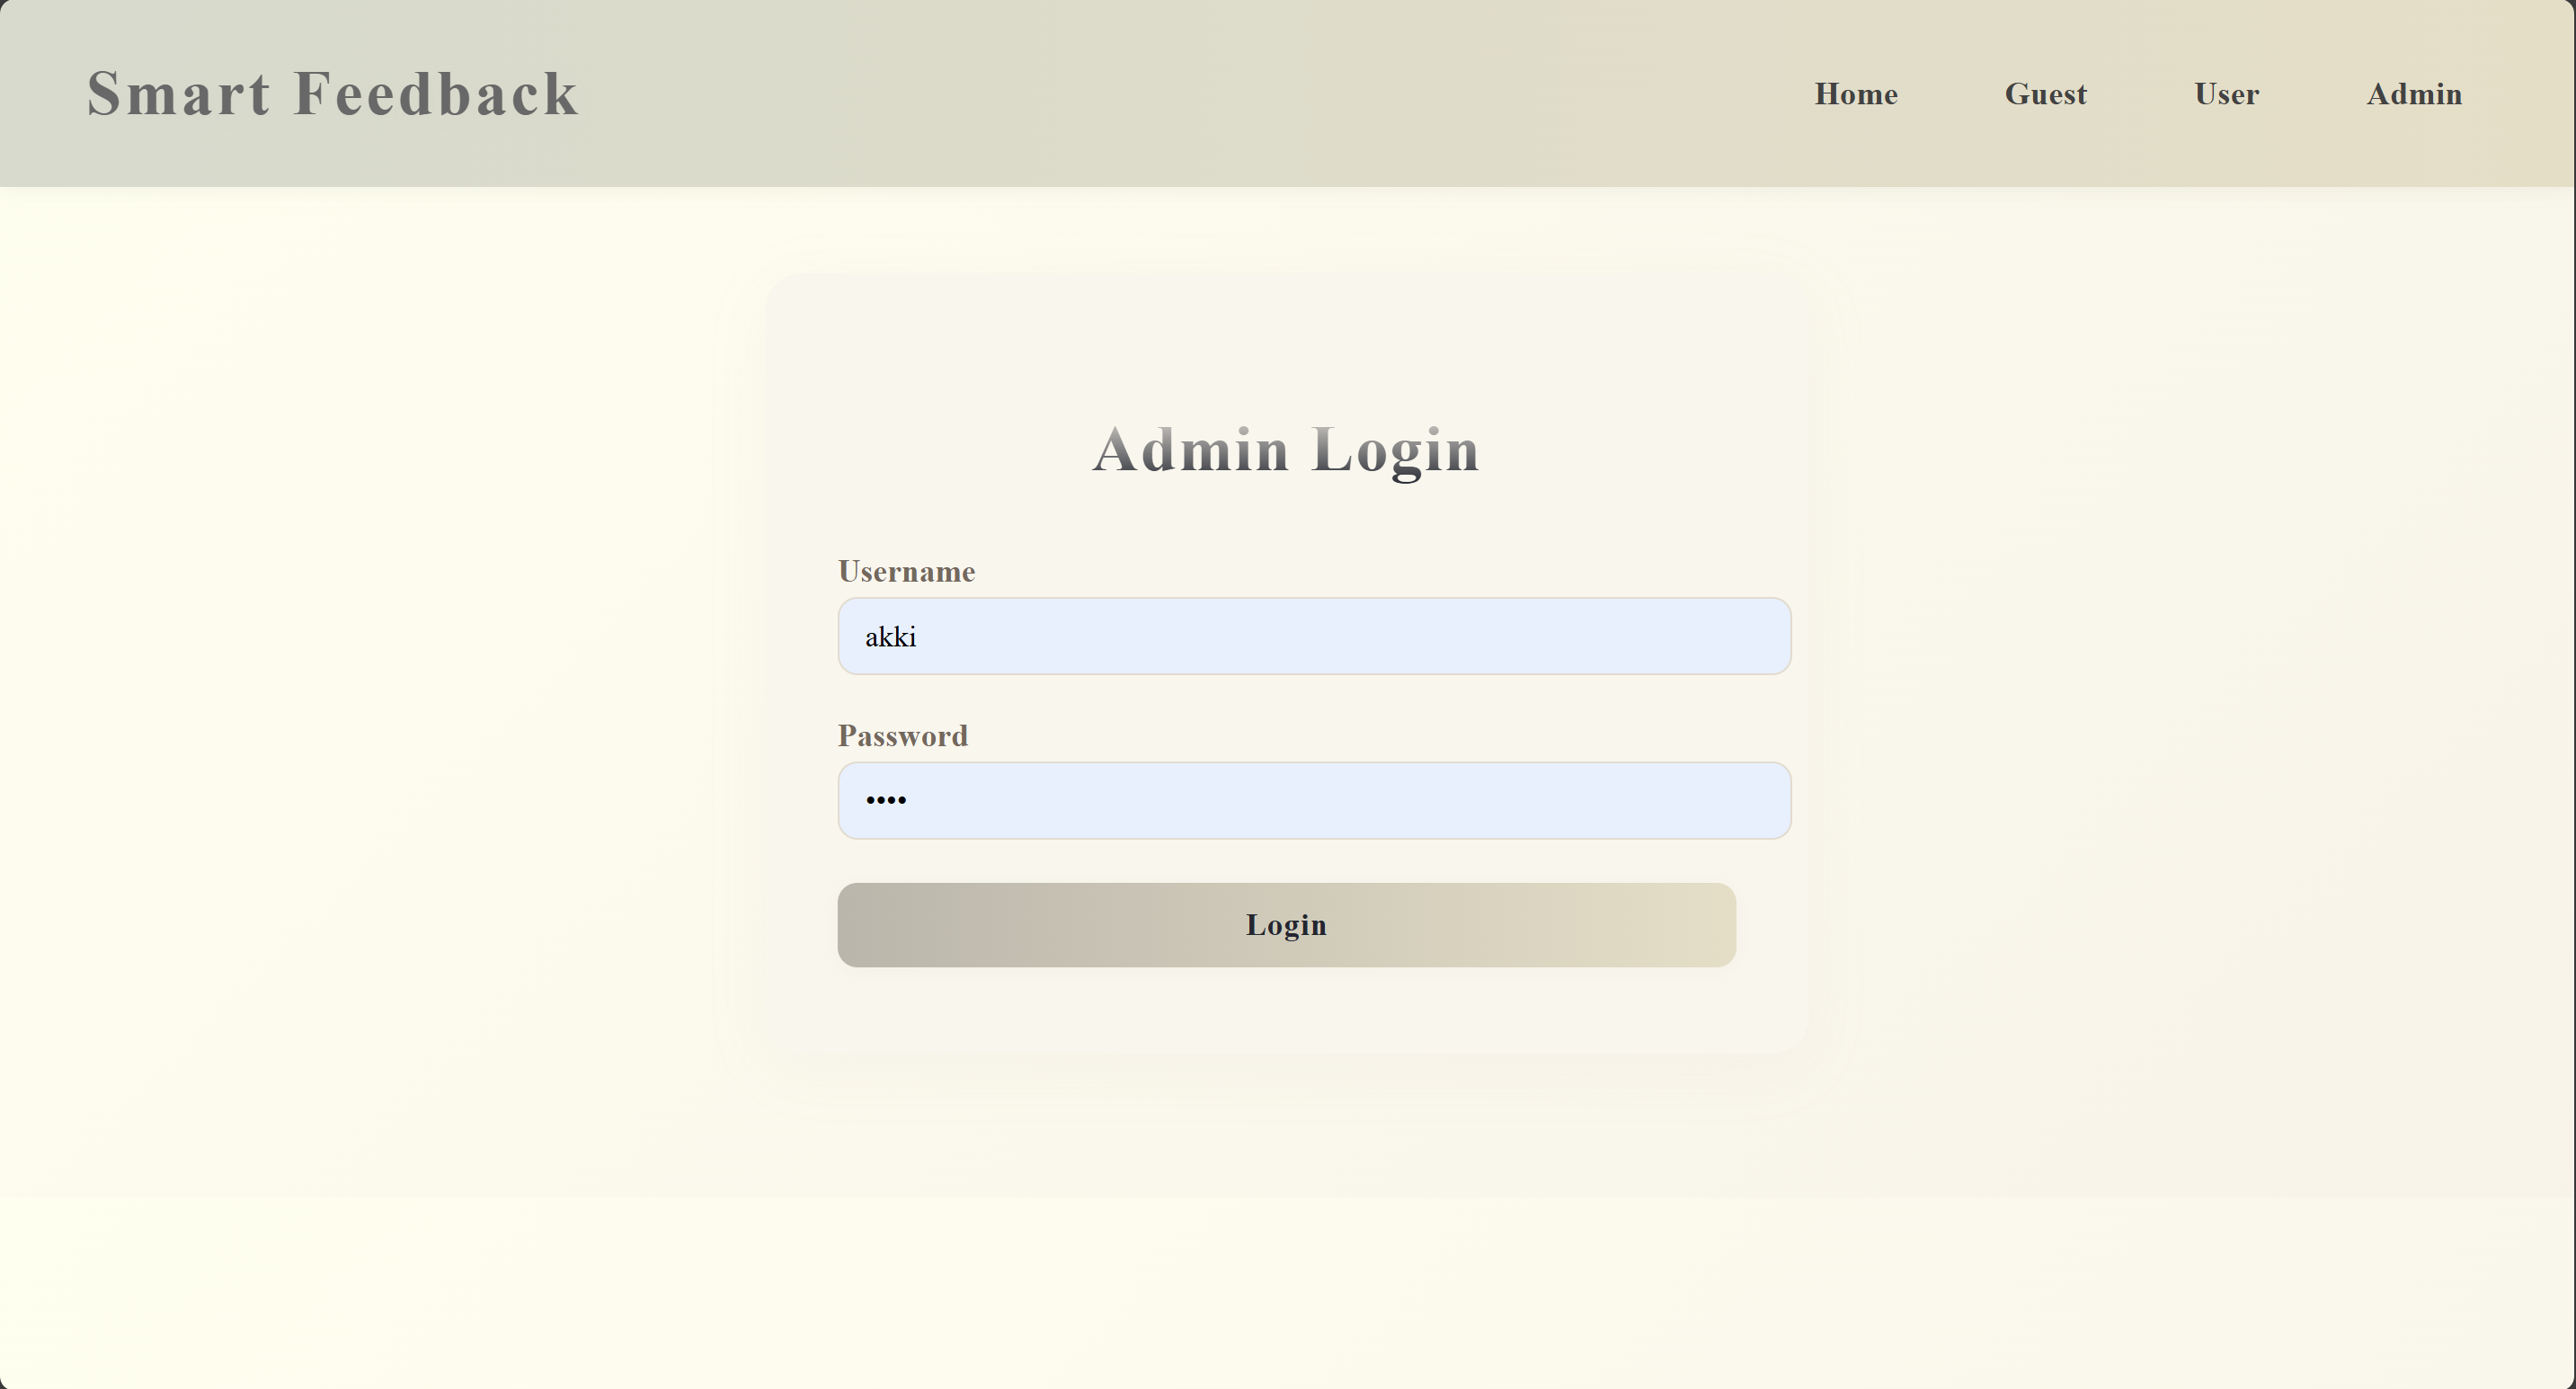 Smart Feedback
Home Guest User Admin
Admin Login
Username
akki
Password
••••
Login